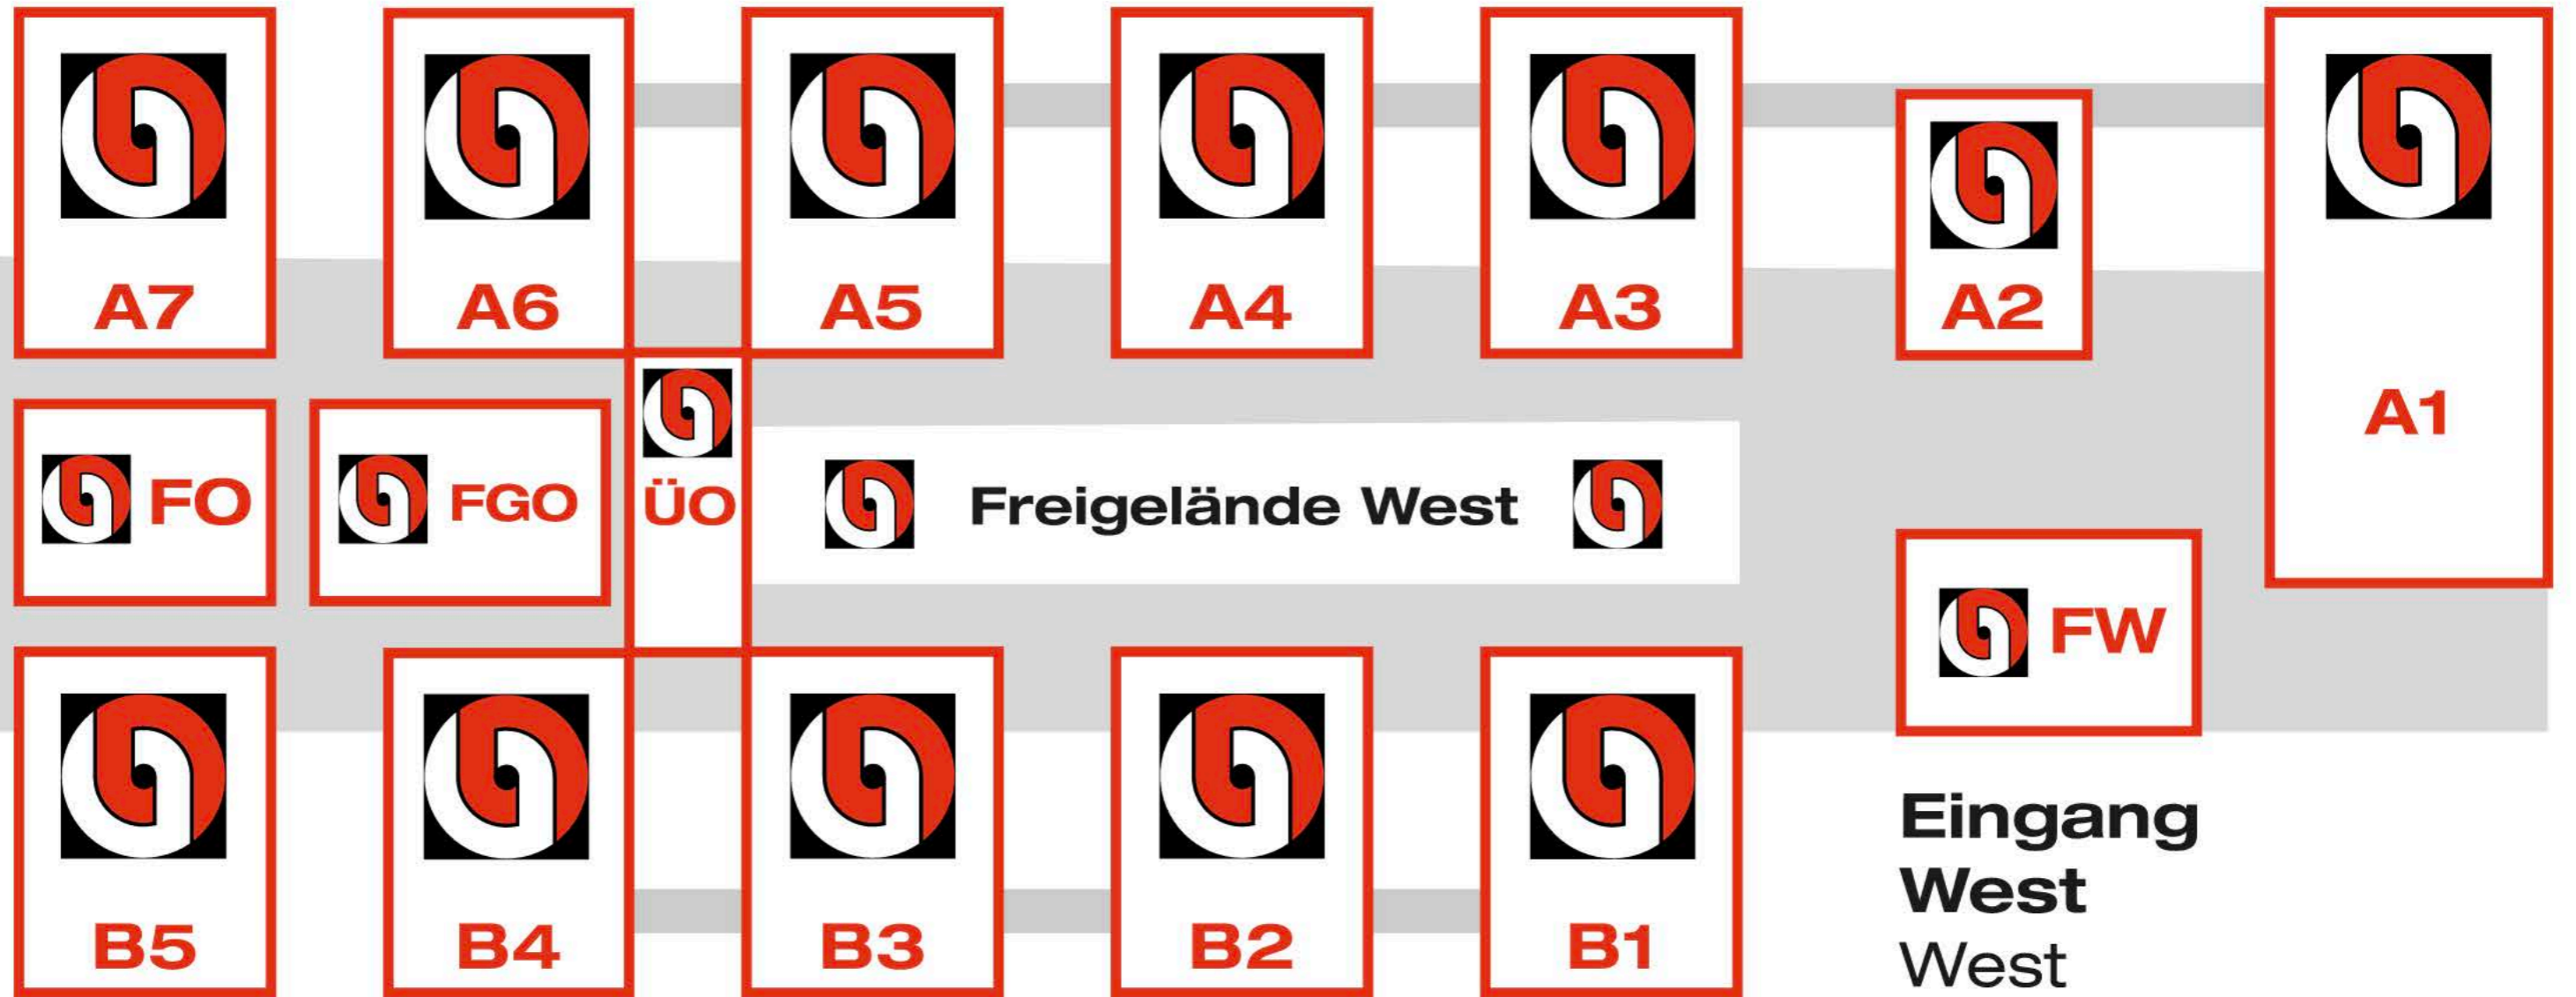 A7
A6
A5
A4
A3
A2
A1
FO
FGO
ÜO
Freigelände West
FW
B5
B4
B3
B2
B1
Eingang
West
West